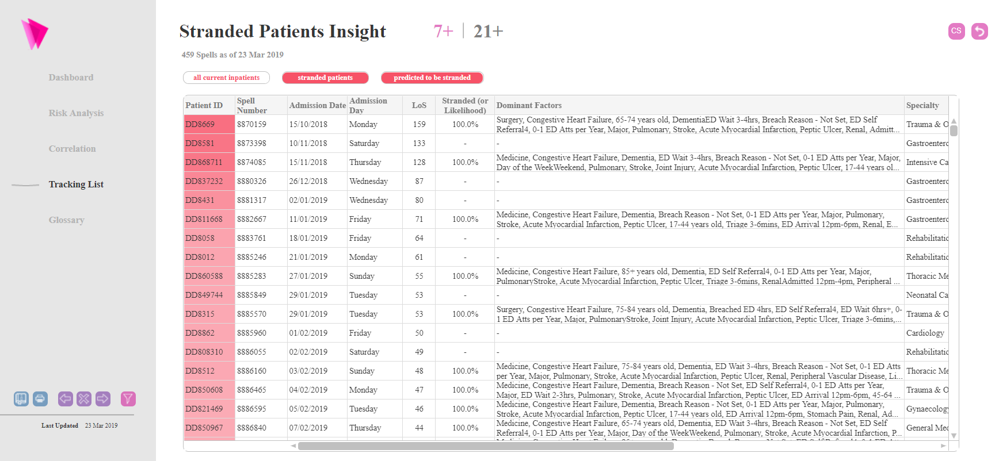 Stranded Patients Insight 7+ | 21+
CS
459 Spells as of 23 Mar 2019
all current inpatients stranded patients predicted to be stranded
Dashboard
Risk Analysis
Correlation
Tracking List
Glossary
Last Updated 23 Mar 2019
Patient ID Spell Number Admission Date Admission Day LoS Stranded (or Likelihood) Dominant Factors Specialty
DD8669 8870159 15/10/2018 Monday 159 100.0% Surgery, Congestive Heart Failure, 65-74 years old, DementiaED Wait 3-4hrs, Breach Reason - Not Set, ED Self
Referral4, 0-1 ED Atts per Year, Major, Pulmonary, Stroke, Acute Myocardial Infarction, Peptic Ulcer, Renal, Admitt... Trauma & O
DD8581 8873398 10/11/2018 Saturday 133 - - Gastroenterc
DD868711 8874085 15/11/2018 Thursday 128 100.0% Medicine, Congestive Heart Failure, Dementia, ED Wait 3-4hrs, Breach Reason - Not Set, 0-1 ED Atts per Year, Major,
Day of the WeekWeekend, Pulmonary, Stroke, Joint Injury, Acute Myocardial Infarction, Peptic Ulcer, 17-44 years ol... Intensive Ca
DD837232 8880326 26/12/2018 Wednesday 87 - - Gastroenterc
DD8431 8881317 02/01/2019 Wednesday 80 - - Gastroenterc
DD811668 8882667 11/01/2019 Friday 71 100.0% Medicine, Congestive Heart Failure, Dementia, Breach Reason - Not Set, 0-1 ED Atts per Year, Major, Pulmonary,
Stroke, Acute Myocardial Infarction, Peptic Ulcer, 17-44 years old, Triage 3-6mins, ED Arrival 12pm-6pm, Renal, E... Gastroenterc
DD8058 8883761 18/01/2019 Friday 64 - - Rehabilitatic
DD8012 8885246 21/01/2019 Monday 61 - - Rehabilitatic
DD860588 8885283 27/01/2019 Sunday 55 100.0% Medicine, Congestive Heart Failure, 85+ years old, Dementia, ED Self Referral4, 0-1 ED Atts per Year, Major,
PulmonaryStroke, Acute Myocardial Infarction, Peptic Ulcer, Triage 3-6mins, RenalAdmitted 12pm-4pm, Peripheral ... Thoracic Me
DD849744 8885849 29/01/2019 Tuesday 53 - - Neonatal Ca
DD8315 8885570 29/01/2019 Tuesday 53 100.0% Surgery, Congestive Heart Failure, 75-84 years old, Dementia, Breached ED 4hrs, ED Self Referral4, ED Wait 6hrs+, 0-
1 ED Atts per Year, Major, PulmonaryStroke, Joint Injury, Acute Myocardial Infarction, Peptic Ulcer, Triage 3-6mins,... Trauma & O
DD8862 8885960 01/02/2019 Friday 50 - - Cardiology
DD808310 8886055 02/02/2019 Saturday 49 - - Rehabilitatic
DD8512 8886160 03/02/2019 Sunday 48 100.0% Medicine, Congestive Heart Failure, 75-84 years old, Dementia, ED Wait 3-4hrs, Breach Reason - Not Set, 0-1 ED Atts
per Year, Major, Pulmonary, Stroke, Acute Myocardial Infarction, Peptic Ulcer, Renal, Peripheral Vascular Disease, Li... Thoracic Me
DD850608 8886465 04/02/2019 Monday 47 100.0% Medicine, Congestive Heart Failure, Dementia, Breach Reason - Not Set, ED Self Referral4, 0-1 ED Atts per Year,
Major, ED Wait 2-3hrs, Pulmonary, Stroke, Acute Myocardial Infarction, Peptic Ulcer, ED Arrival 12pm-6pm, 45-64 ... Trauma & O
DD821469 8886595 05/02/2019 Tuesday 46 100.0% Medicine, Congestive Heart Failure, Dementia, Breach Reason - Not Set, 0-1 ED Atts per Year, Major, Pulmonary,
Stroke, Acute Myocardial Infarction, Peptic Ulcer, 17-44 years old, ED Arrival 12pm-6pm, Stomach Pain, Renal, Ad... Gynaecology
DD850967 8886840 07/02/2019 Thursday 44 100.0% Medicine, Congestive Heart Failure, 65-74 years old, Dementia, ED Wait 3-4hrs, Breach Reason - Not Set, ED Self
Referral4, 0-1 ED Atts per Year, Major, Day of the WeekWeekend, Pulmonary, Stroke, Acute Myocardial Infarction, P... General Med